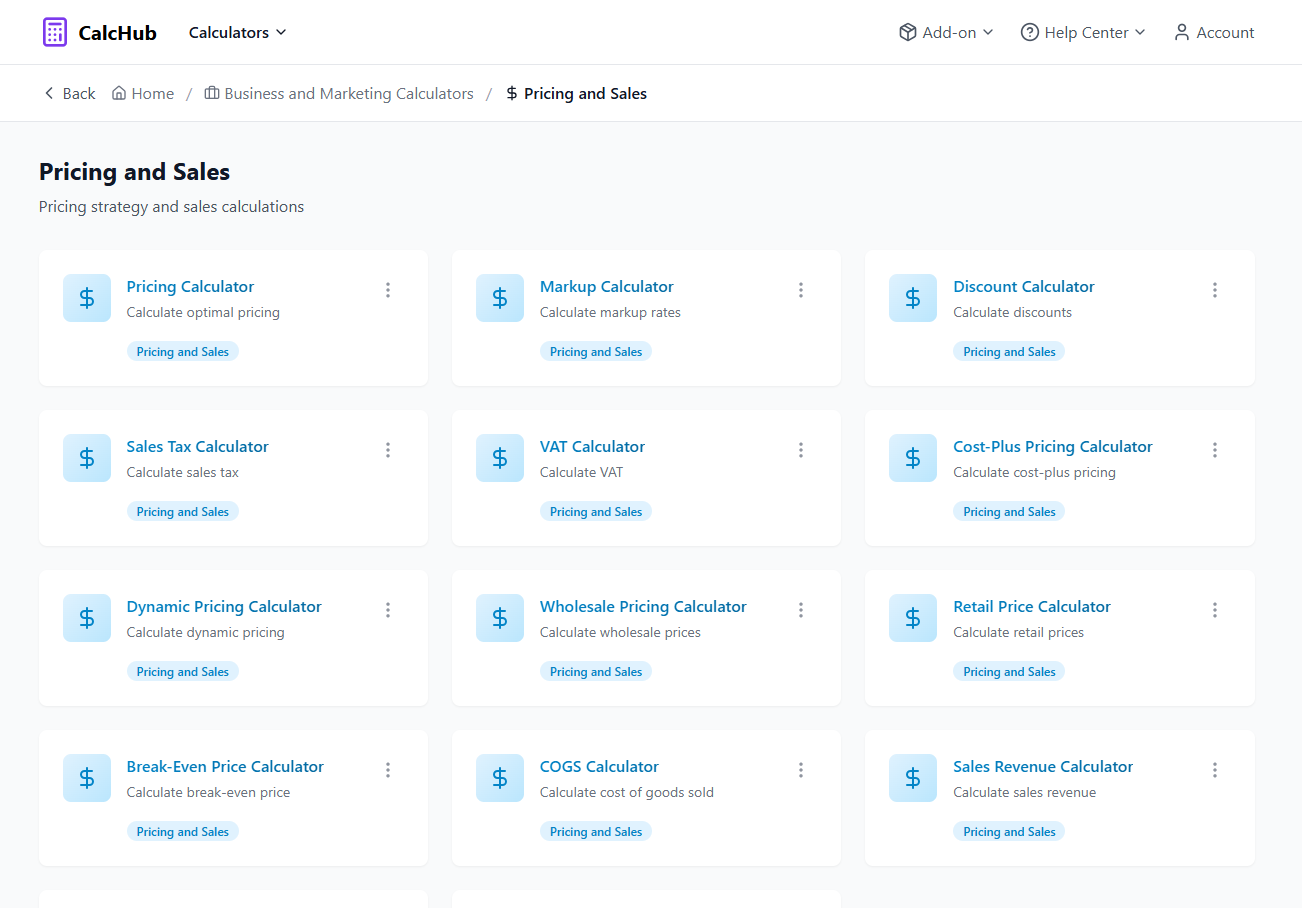 CalcHub
Calculators
Add-on
Help Center
Account
Back
Home / Business and Marketing Calculators / Pricing and Sales
Pricing and Sales
Pricing strategy and sales calculations
Pricing Calculator
Calculate optimal pricing
Pricing and Sales
Markup Calculator
Calculate markup rates
Pricing and Sales
Discount Calculator
Calculate discounts
Pricing and Sales
Sales Tax Calculator
Calculate sales tax
Pricing and Sales
VAT Calculator
Calculate VAT
Pricing and Sales
Cost-Plus Pricing Calculator
Calculate cost-plus pricing
Pricing and Sales
Dynamic Pricing Calculator
Calculate dynamic pricing
Pricing and Sales
Wholesale Pricing Calculator
Calculate wholesale prices
Pricing and Sales
Retail Price Calculator
Calculate retail prices
Pricing and Sales
Break-Even Price Calculator
Calculate break-even price
Pricing and Sales
COGS Calculator
Calculate cost of goods sold
Pricing and Sales
Sales Revenue Calculator
Calculate sales revenue
Pricing and Sales